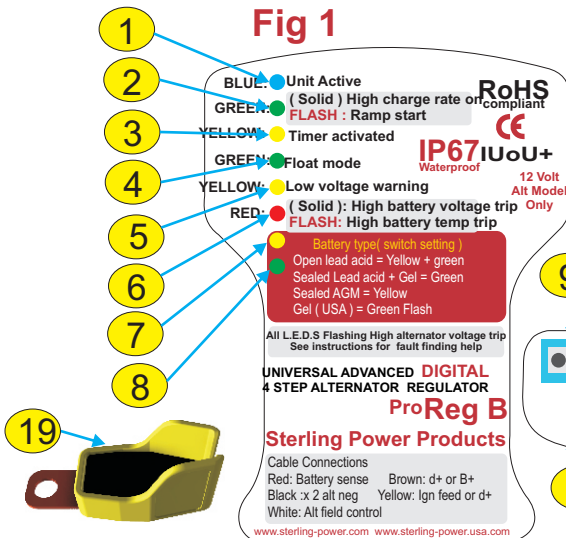 Fig 1
1
2
3
4
5
6
7
8
19
9
BLUE: Unit Active
GREEN: ( Solid ) High charge rate on
FLASH : Ramp start
YELLOW: Timer activated
GREEN: Float mode
YELLOW: Low voltage warning
RED: ( Solid ): High battery voltage trip
FLASH: High battery temp trip
RoHS
compliant
CE
IP67 IUoU+
Waterproof
12 Volt
Alt Model
Only
Battery type( switch setting )
Open lead acid = Yellow + green
Sealed Lead acid + Gel = Green
Sealed AGM = Yellow
Gel ( USA ) = Green Flash
All L.E.D.S Flashing High alternator voltage trip
See instructions for fault finding help
UNIVERSAL ADVANCED DIGITAL
4 STEP ALTERNATOR REGULATOR
ProReg B
Sterling Power Products
Cable Connections
Red: Battery sense Brown: d+ or B+
Black :x 2 alt neg Yellow: Ign feed or d+
White: Alt field control
www.sterling-power.com www.sterling-power.usa.com